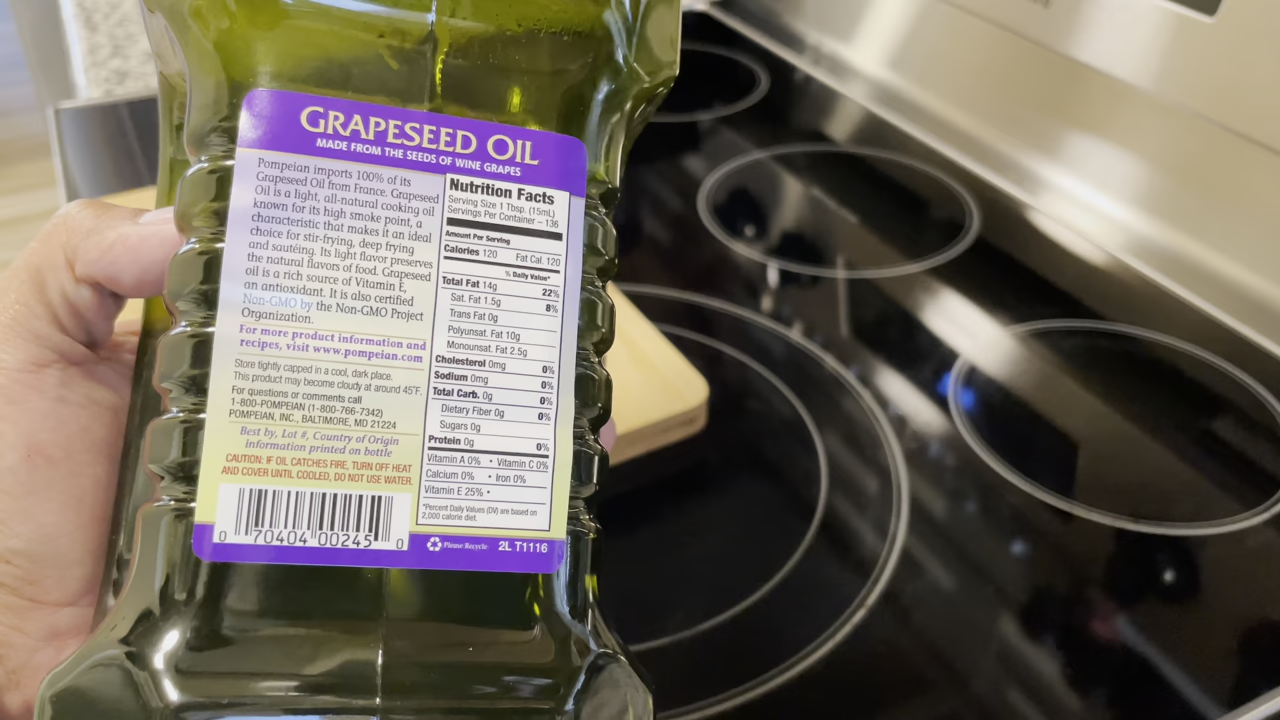 GRAPESEED OIL
MADE FROM THE SEEDS OF WINE GRAPES
Pompeian imports 100% of its
Grapeseed Oil from France. Grapeseed
Oil is a light, all-natural cooking oil
known for its high smoke point, a
characteristic that makes it an ideal
choice for stir-frying, deep frying
and sautéing. Its light flavor preserves
the natural flavors of food. Grapeseed
oil is a rich source of Vitamin E,
an antioxidant. It is also certified
Non-GMO by the Non-GMO Project
Organization.
For more product information and
recipes, visit www.pompeian.com
Store tightly capped in a cool, dark place.
This product may become cloudy at around 45°F.
For questions or comments call
1-800-POMPEIAN (1-800-766-7342)
POMPEIAN, INC., BALTIMORE, MD 21224
Best by, Lot #, Country of Origin
information printed on bottle
CAUTION: IF OIL CATCHES FIRE, TURN OFF HEAT
AND COVER UNTIL COOLED, DO NOT USE WATER.
0 70404 00245 0
Nutrition Facts
Serving Size 1 Tbsp. (15mL)
Servings Per Container – 136
Amount Per Serving
Calories 120 Fat Cal. 120
% Daily Value*
Total Fat 14g 22%
Sat. Fat 1.5g 8%
Trans Fat 0g
Polyunsat. Fat 10g
Monounsat. Fat 2.5g
Cholesterol 0mg 0%
Sodium 0mg 0%
Total Carb. 0g 0%
Dietary Fiber 0g 0%
Sugars 0g
Protein 0g 0%
Vitamin A 0% • Vitamin C 0%
Calcium 0% • Iron 0%
Vitamin E 25% •
*Percent Daily Values (DV) are based on
2,000 calorie diet.
Please Recycle 2L T1116